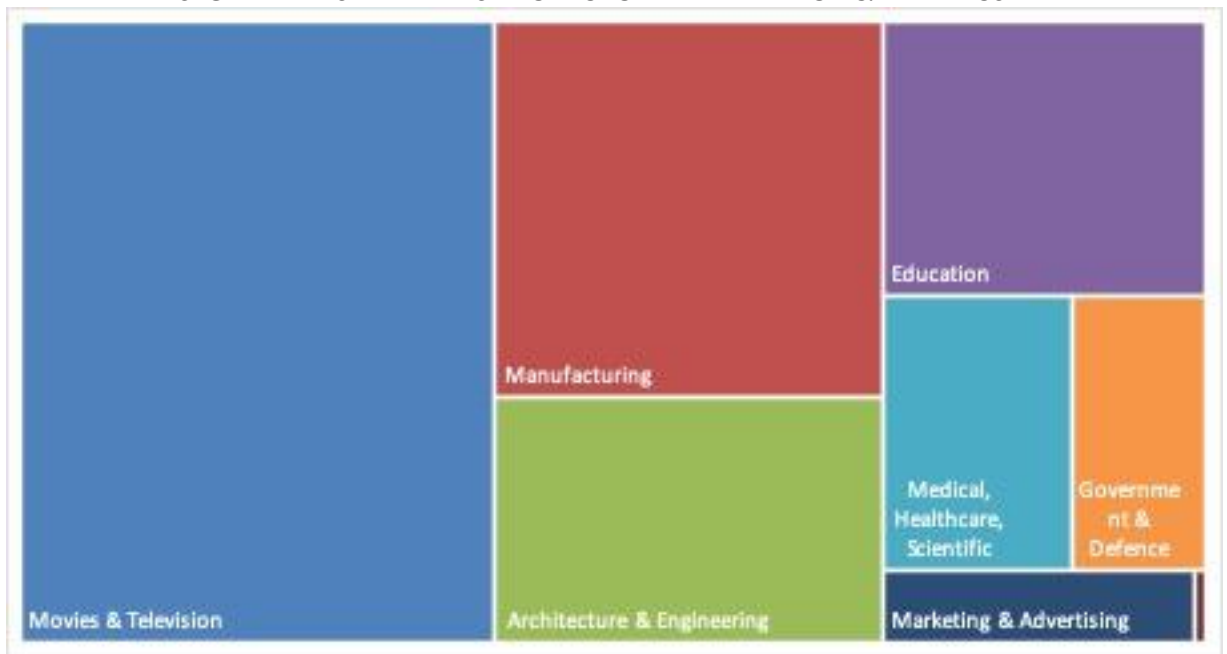 Education
Manufacturing
Medical,
Healthcare,
Scientific
Governme
nt &
Defence
Movies & Television
Architecture & Engineering
Marketing & Advertising